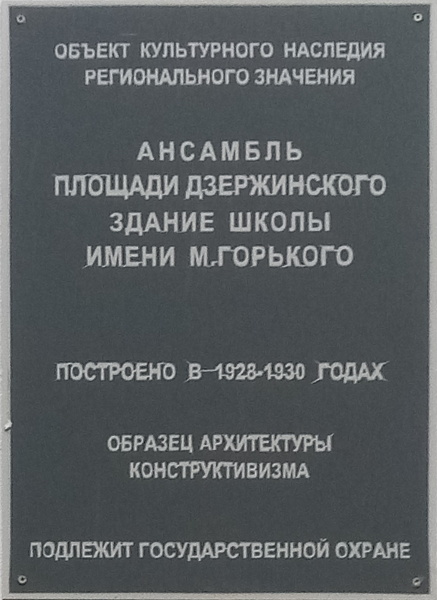 ОБЪЕКТ КУЛЬТУРНОГО НАСЛЕДИЯ
РЕГИОНАЛЬНОГО ЗНАЧЕНИЯ
АНСАМБЛЬ
ПЛОЩАДИ ДЗЕРЖИНСКОГО
ЗДАНИЕ ШКОЛЫ
ИМЕНИ М.ГОРЬКОГО
ПОСТРОЕНО В 1928-1930 ГОДАХ
ОБРАЗЕЦ АРХИТЕКТУРЫ
КОНСТРУКТИВИЗМА
ПОДЛЕЖИТ ГОСУДАРСТВЕННОЙ ОХРАНЕ